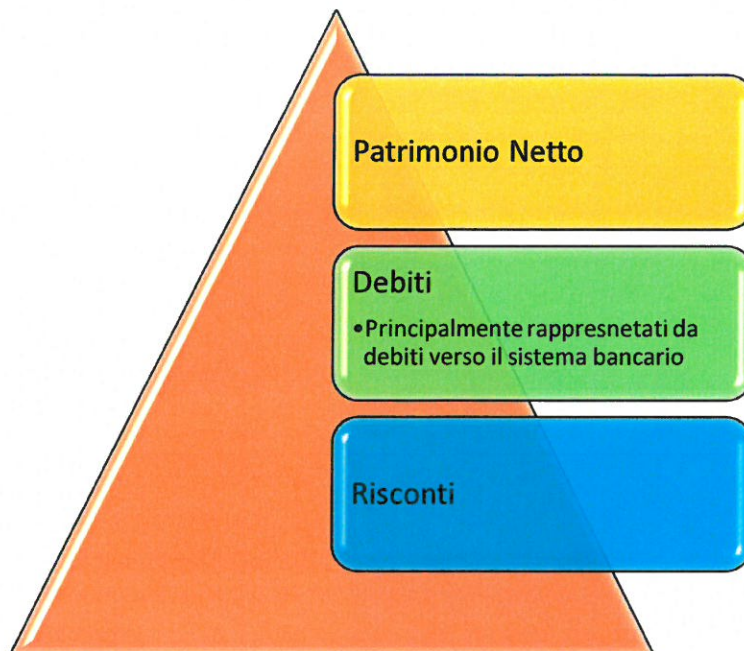 Patrimonio Netto
Debiti
•Principalmente rappresnetati da
debiti verso il sistema bancario
Risconti